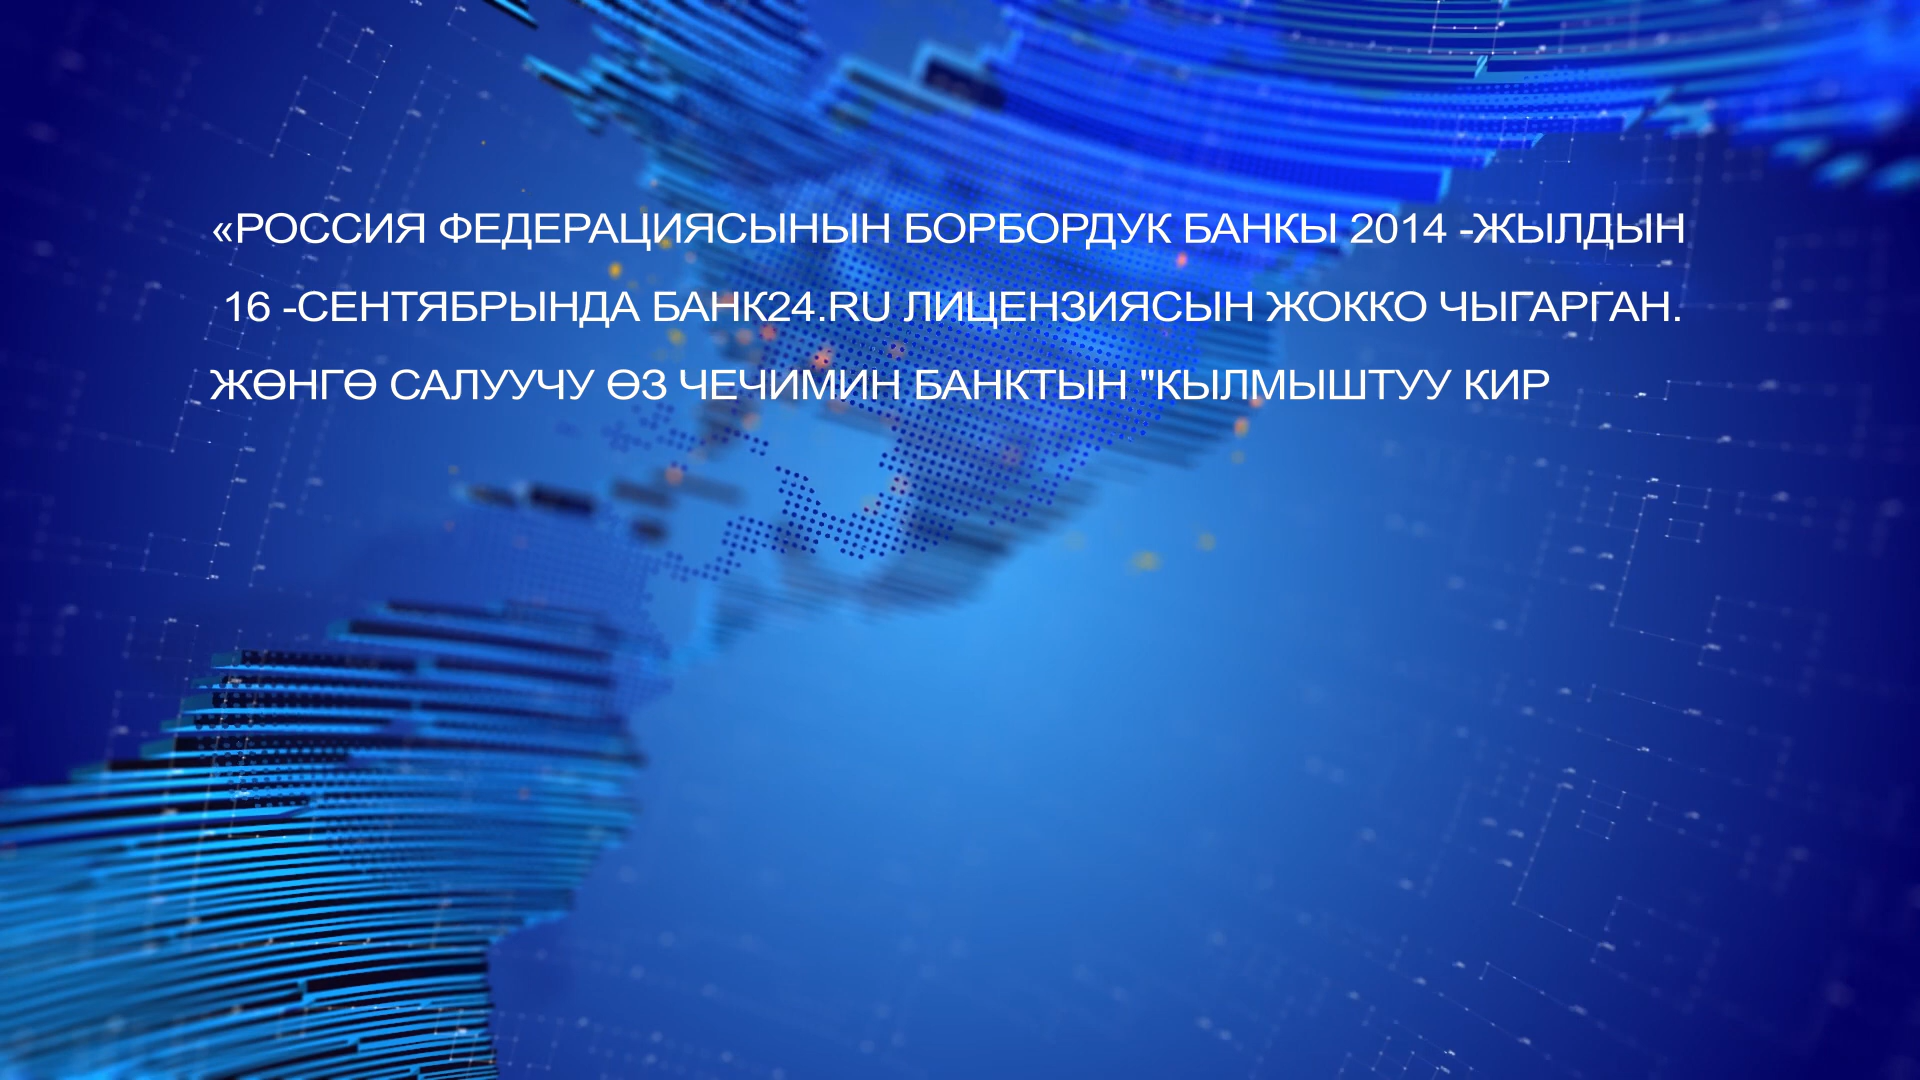 «РОССИЯ ФЕДЕРАЦИЯСЫНЫН БОРБОРДУК БАНКЫ 2014 -ЖЫЛДЫН
16 -СЕНТЯБРЫНДА БАНК24.RU ЛИЦЕНЗИЯСЫН ЖОККО ЧЫГАРГАН.
ЖӨНГӨ САЛУУЧУ ӨЗ ЧЕЧИМИН БАНКТЫН "КЫЛМЫШТУУ КИР